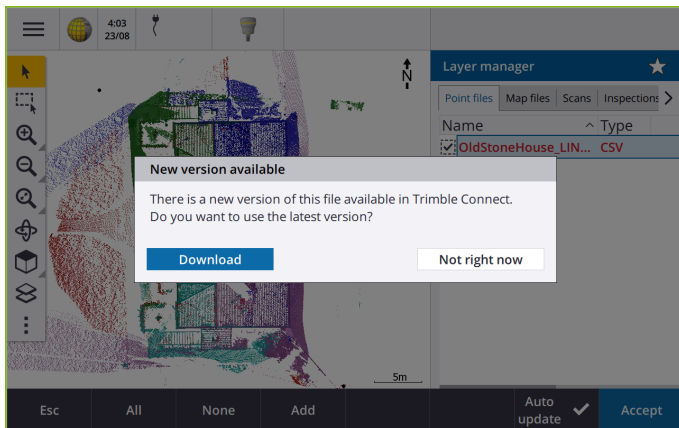 4:03
23/08
N
Layer manager
Point files
Map files
Scans
Inspections
Name
Type
OldStoneHouse_LIN...
CSV
New version available
There is a new version of this file available in Trimble Connect.
Do you want to use the latest version?
Download
Not right now
5m
Esc
All
None
Add
Auto
update
Accept